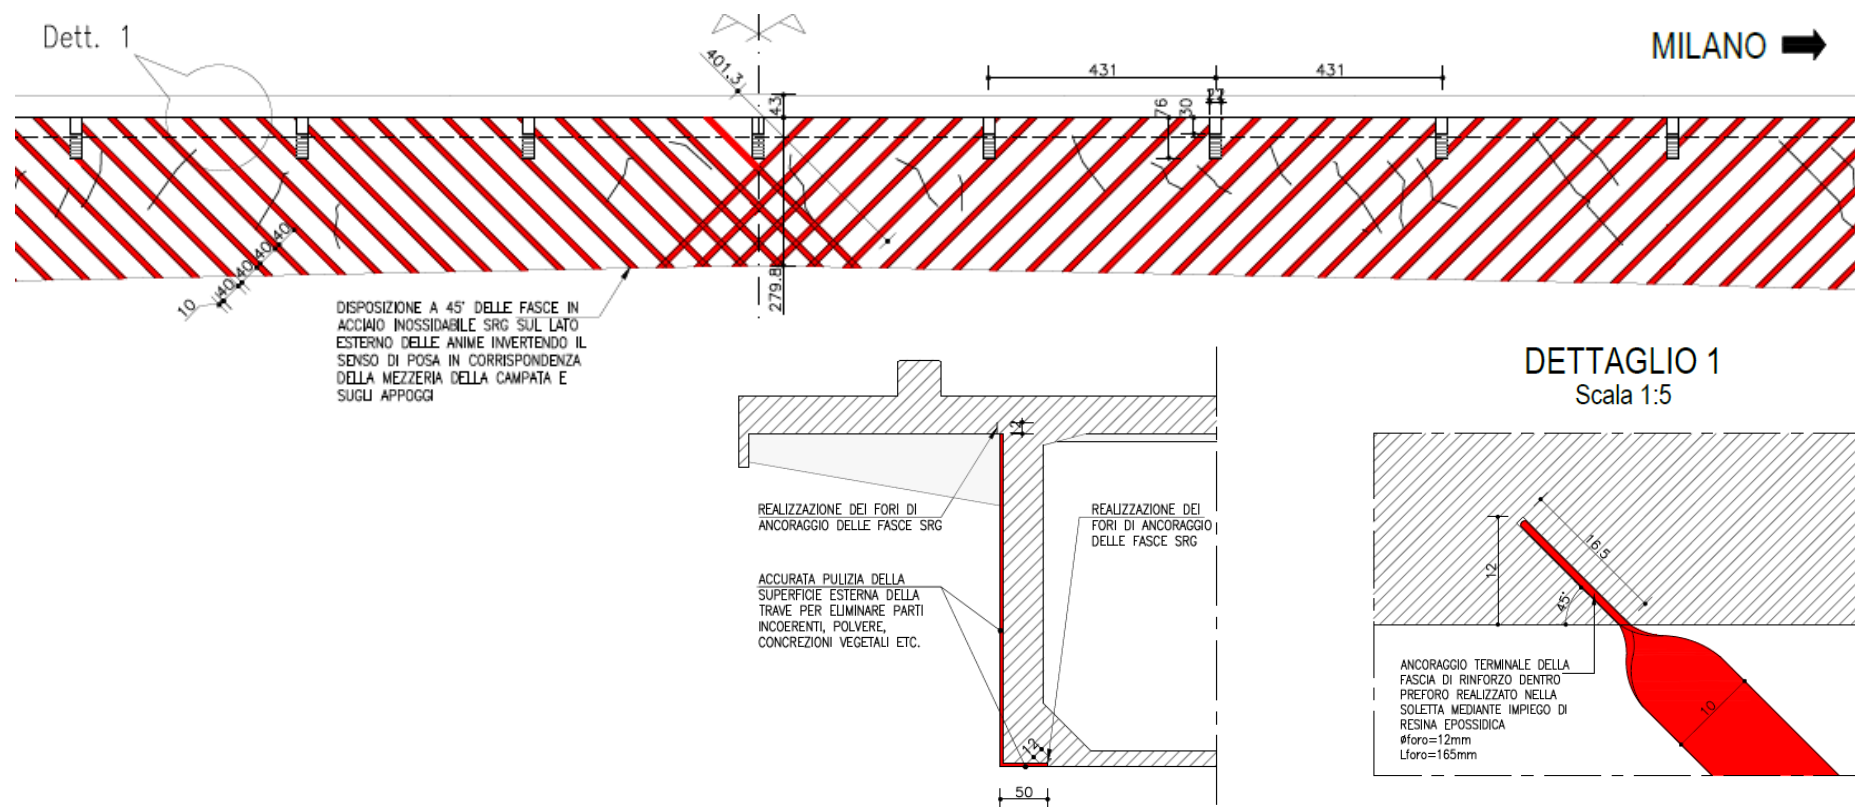 Dett. 1
MILANO
401.3
43
431
431
76
30
279.8
10
40
40
40
40
DISPOSIZIONE A 45° DELLE FASCE IN
ACCIAIO INOSSIDABILE SRG SUL LATO
ESTERNO DELLE ANIME INVERTENDO IL
SENSO DI POSA IN CORRISPONDENZA
DELLA MEZZERIA DELLA CAMPATA E
SUGLI APPOGGI
12
REALIZZAZIONE DEI FORI DI
ANCORAGGIO DELLE FASCE SRG
REALIZZAZIONE DEI
FORI DI ANCORAGGIO
DELLE FASCE SRG
ACCURATA PULIZIA DELLA
SUPERFICIE ESTERNA DELLA
TRAVE PER ELIMINARE PARTI
INCOERENTI, POLVERE,
CONCREZIONI VEGETALI ETC.
12
50
DETTAGLIO 1
Scala 1:5
16.5
12
45°
10
ANCORAGGIO TERMINALE DELLA
FASCIA DI RINFORZO DENTRO
PREFORO REALIZZATO NELLA
SOLETTA MEDIANTE IMPIEGO DI
RESINA EPOSSIDICA
øforo=12mm
Lforo=165mm